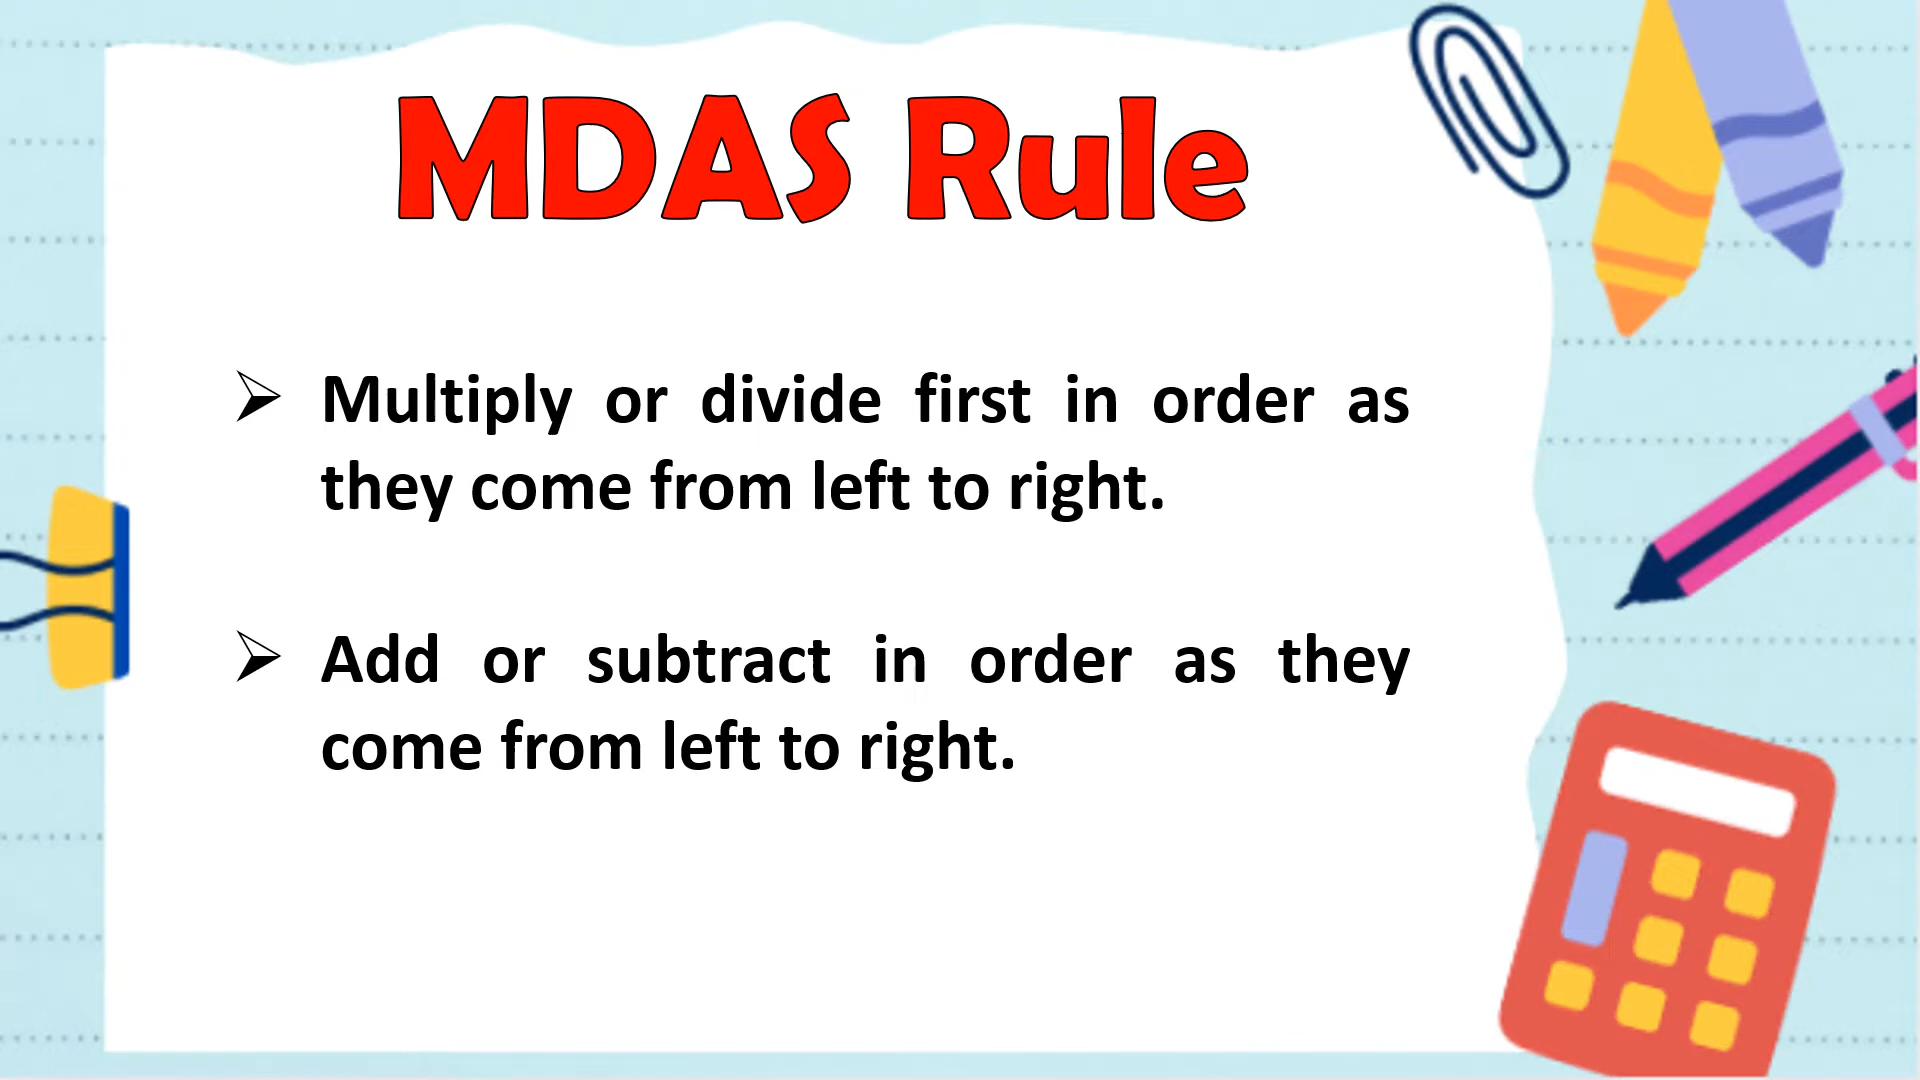 MDAS Rule
➢ Multiply or divide first in order as
they come from left to right.
➢ Add or subtract in order as they
come from left to right.